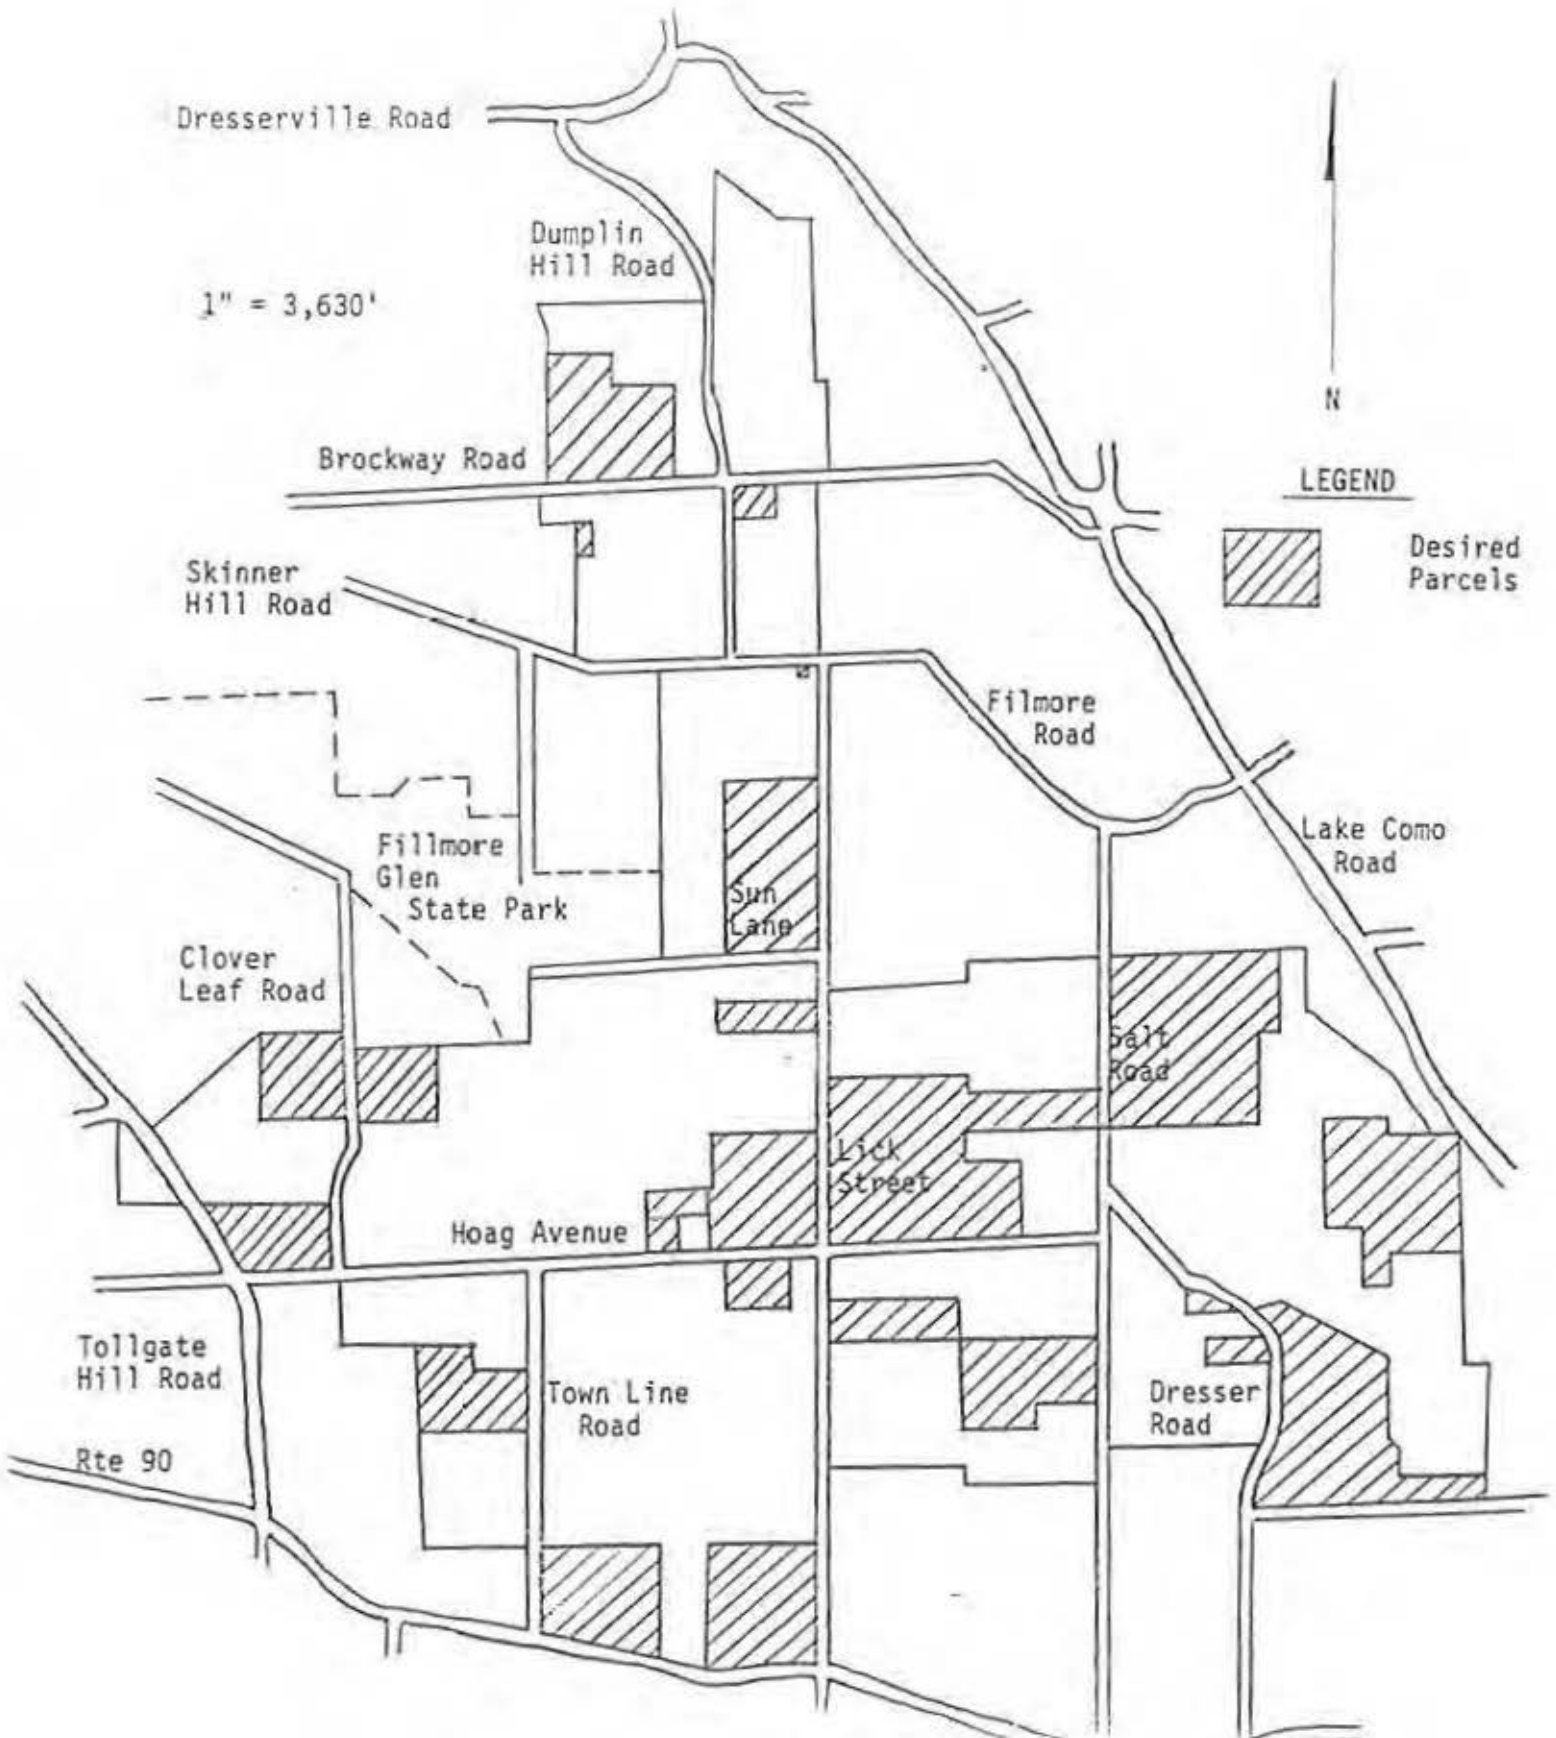 Dresserville Road
Dumplin
Hill Road
1" = 3,630'
N
Brockway Road
LEGEND
Desired
Parcels
Skinner
Hill Road
Filmore
Road
Lake Como
Road
Fillmore
Glen
State Park
Sun
Lane
Clover
Leaf Road
Salt
Road
Lick
Street
Hoag Avenue
Tollgate
Hill Road
Town Line
Road
Dresser
Road
Rte 90